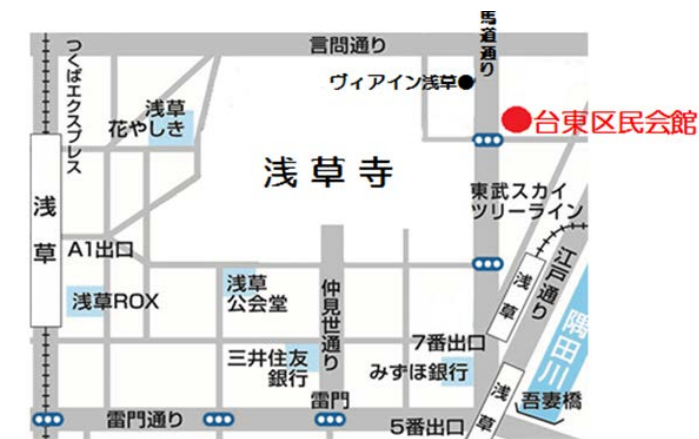 言問通り
馬道通り
つくばエクスプレス
ヴィアイン浅草
台東区民会館
浅草
花やしき
浅草寺
東武スカイ
ツリーライン
浅草
A1出口
江戸通り
浅草
浅草ROX
浅草
公会堂
仲見世通り
隅田川
7番出口
三井住友
銀行
みずほ銀行
浅草
吾妻橋
雷門
雷門通り
5番出口